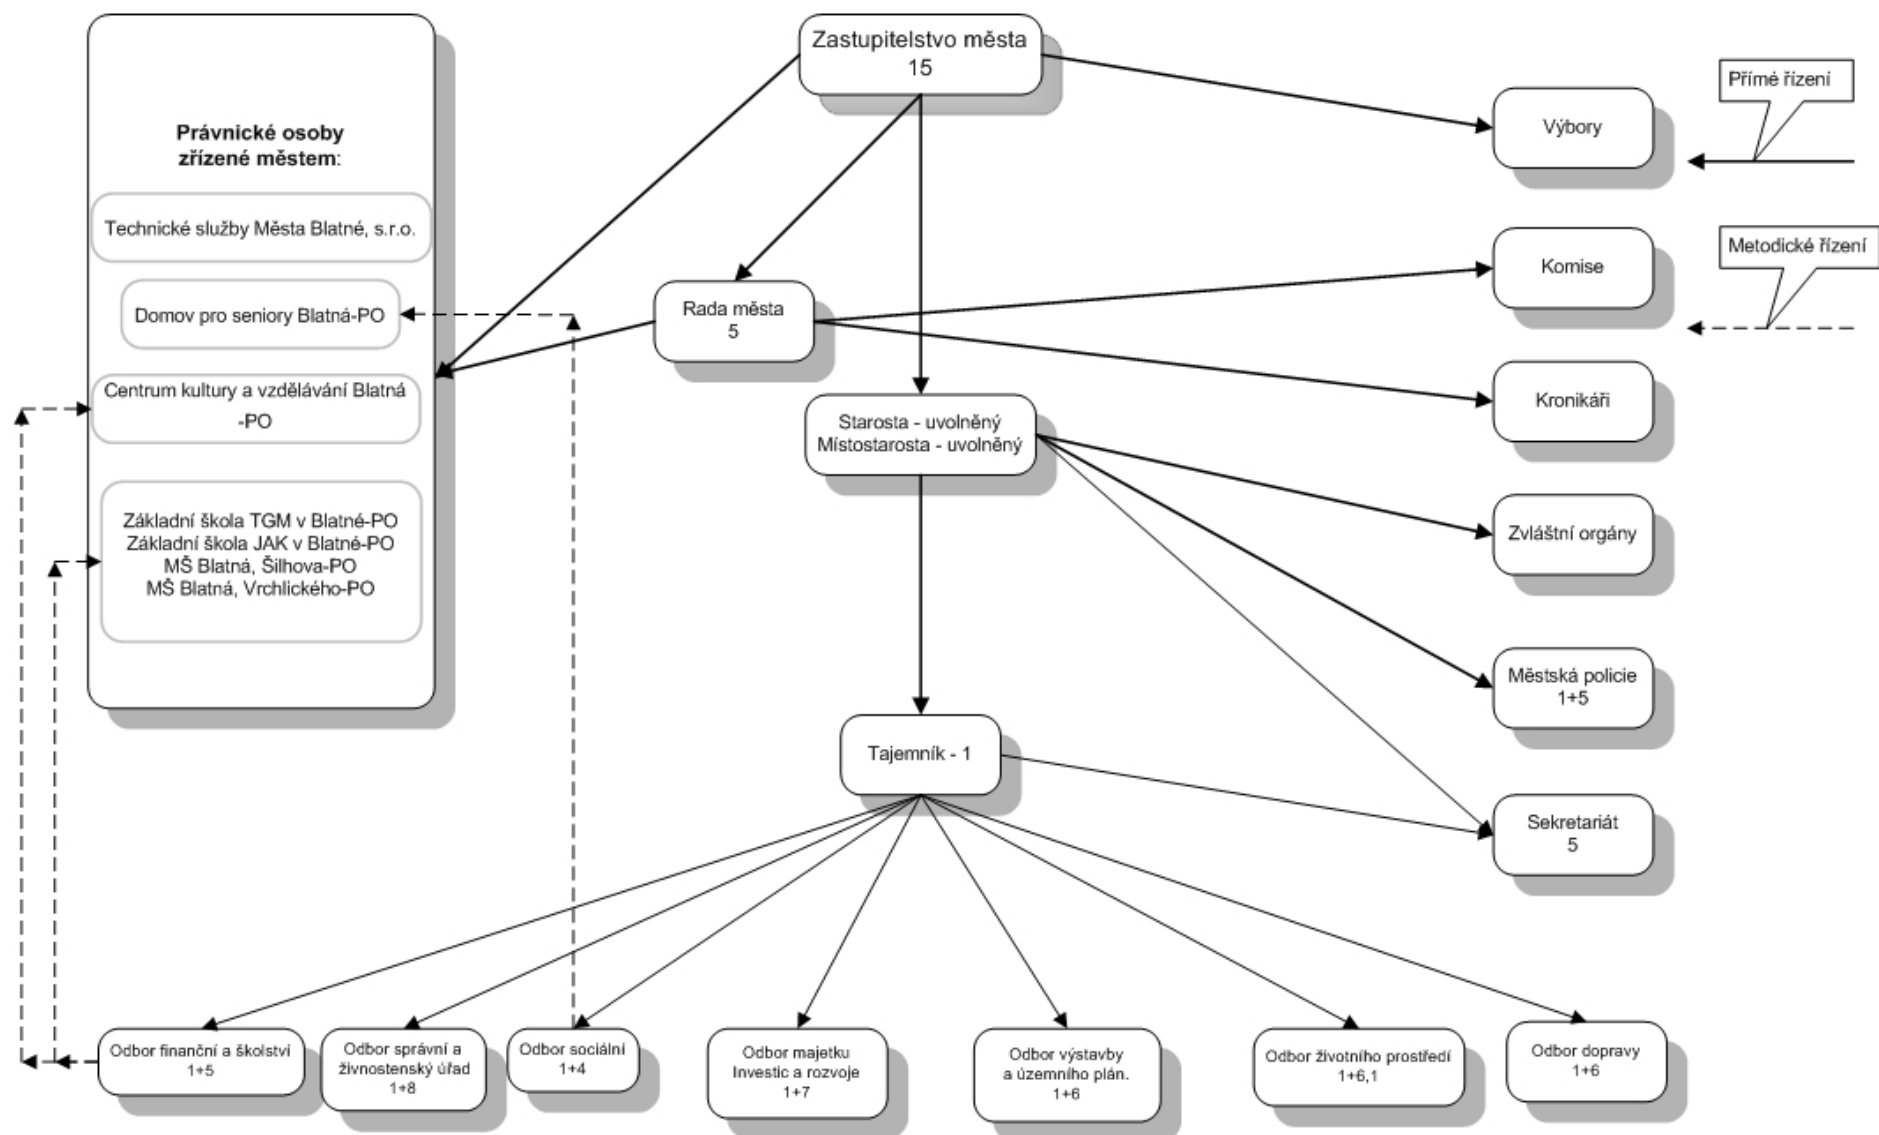 Zastupitelstvo města
15
Právnické osoby
zřízené městem:
Technické služby Města Blatné, s.r.o.
Domov pro seniory Blatná-PO
Centrum kultury a vzdělávání Blatná
-PO
Základní škola TGM v Blatné-PO
Základní škola JAK v Blatné-PO
MŠ Blatná, Šilhova-PO
MŠ Blatná, Vrchlického-PO
Přímé řízení
Výbory
Metodické řízení
Komise
Rada města
5
Kronikáři
Starosta - uvolněný
Místostarosta - uvolněný
Zvláštní orgány
Městská policie
1+5
Tajemník - 1
Sekretariát
5
Odbor finanční a školství
1+5
Odbor správní a
živnostenský úřad
1+8
Odbor sociální
1+4
Odbor majetku
Investic a rozvoje
1+7
Odbor výstavby
a územního plán.
1+6
Odbor životního prostředí
1+6,1
Odbor dopravy
1+6